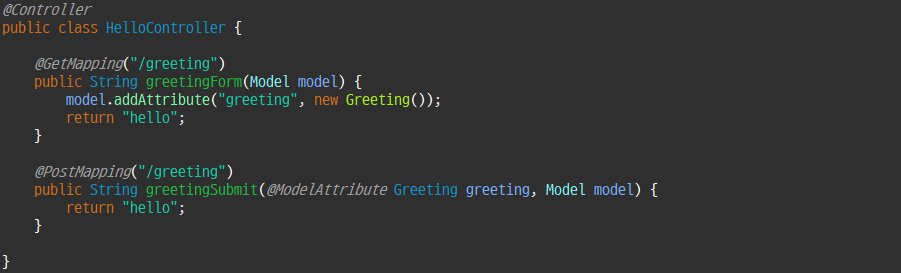 @Controller
public class HelloController {
@GetMapping("/greeting")
public String greetingForm(Model model) {
model.addAttribute("greeting", new Greeting());
return "hello";
}
@PostMapping("/greeting")
public String greetingSubmit(@ModelAttribute Greeting greeting, Model model) {
return "hello";
}
}